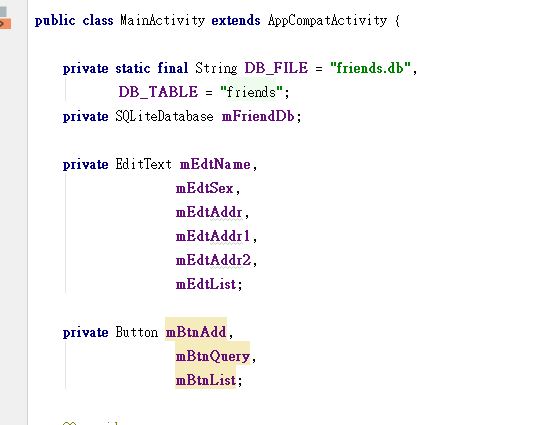 public class MainActivity extends AppCompatActivity {
private static final String DB_FILE = "friends.db",
DB_TABLE = "friends";
private SQLiteDatabase mFriendDb;
private EditText mEdtName,
mEdtSex,
mEdtAddr,
mEdtAddr1,
mEdtAddr2,
mEdtList;
private Button mBtnAdd,
mBtnQuery,
mBtnList;